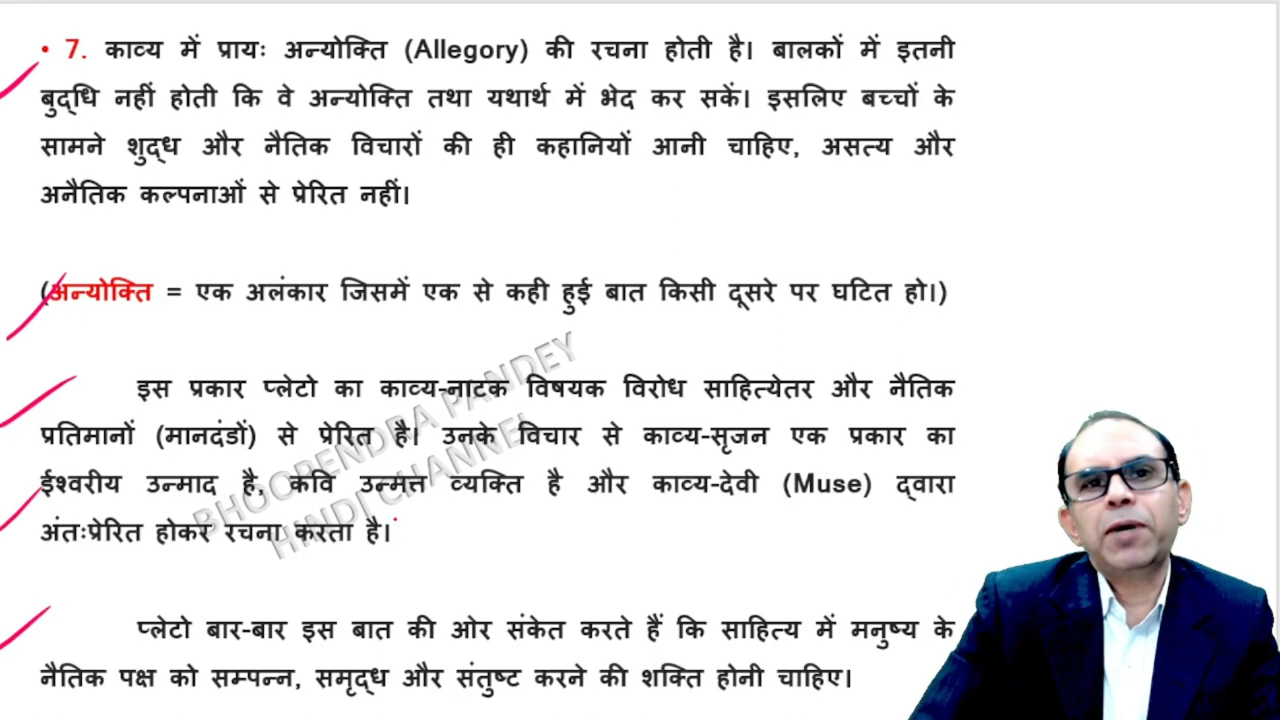 • 7. काव्य में प्रायः अन्योक्ति (Allegory) की रचना होती है। बालकों में इतनी
बुद्धि नहीं होती कि वे अन्योक्ति तथा यथार्थ में भेद कर सकें। इसलिए बच्चों के
सामने शुद्ध और नैतिक विचारों की ही कहानियों आनी चाहिए, असत्य और
अनैतिक कल्पनाओं से प्रेरित नहीं।
(अन्योक्ति = एक अलंकार जिसमें एक से कही हुई बात किसी दूसरे पर घटित हो।)
इस प्रकार प्लेटो का काव्य-नाटक विषयक विरोध साहित्येतर और नैतिक
प्रतिमानों (मानदंडों) से प्रेरित है। उनके विचार से काव्य-सृजन एक प्रकार का
ईश्वरीय उन्माद है, कवि उन्मत्त व्यक्ति है और काव्य-देवी (Muse) द्वारा
अंतःप्रेरित होकर रचना करता है।
प्लेटो बार-बार इस बात की ओर संकेत करते हैं कि साहित्य में मनुष्य के
नैतिक पक्ष को सम्पन्न, समृद्ध और संतुष्ट करने की शक्ति होनी चाहिए।
BHOOPENDRA PANDEY
HINDI CHANNEL